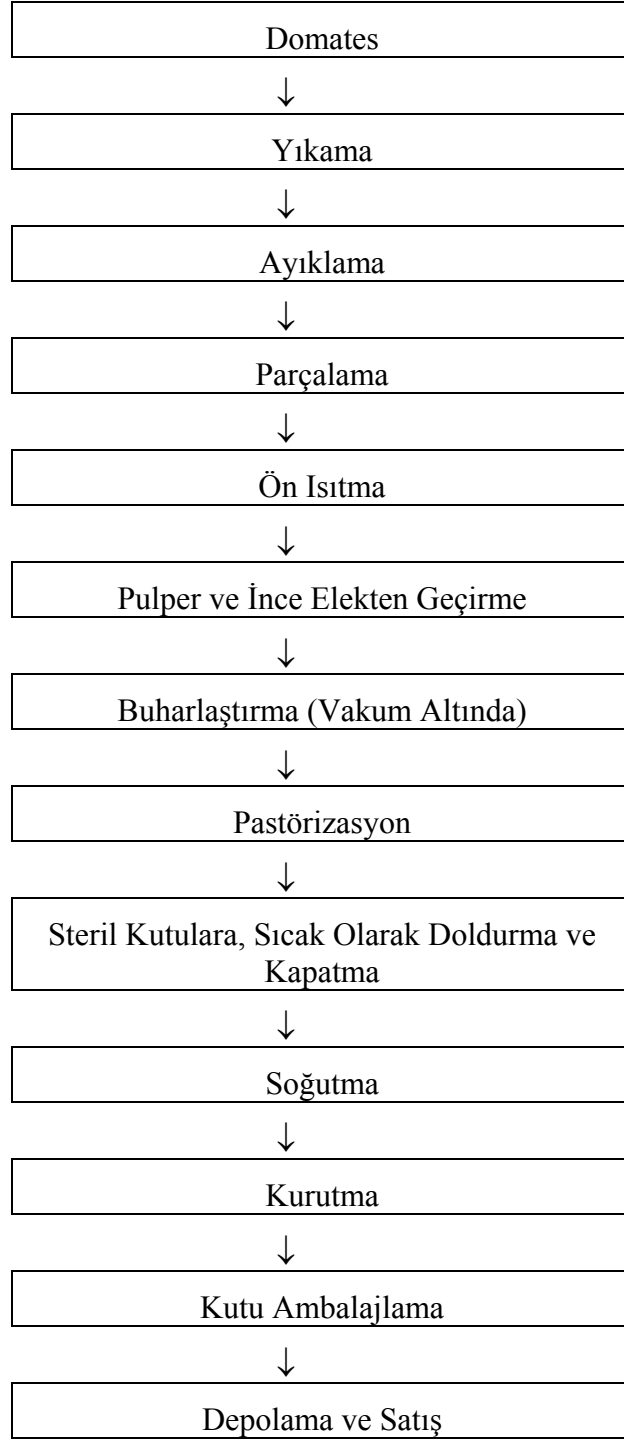 Domates
↓
Yıkama
↓
Ayıklama
↓
Parçalama
↓
Ön Isıtma
↓
Pulper ve İnce Elekten Geçirme
↓
Buharlaştırma (Vakum Altında)
↓
Pastörizasyon
↓
Steril Kutulara, Sıcak Olarak Doldurma ve
Kapatma
↓
Soğutma
↓
Kurutma
↓
Kutu Ambalajlama
↓
Depolama ve Satış